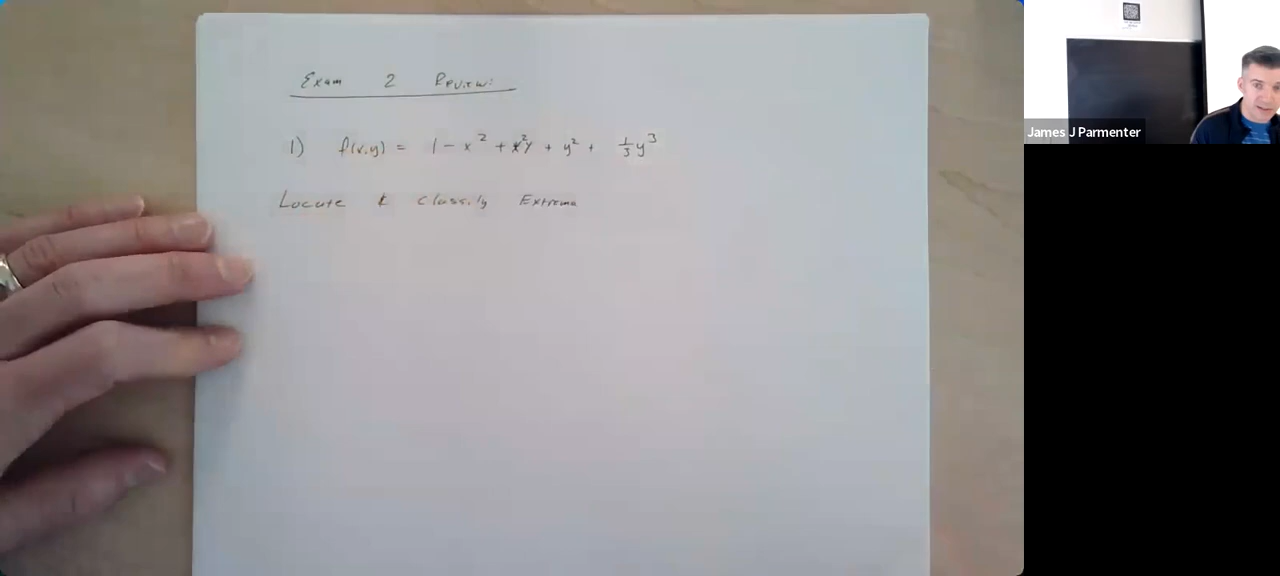 Exam 2 Review:
1) f(x,y) = 1 - x² + x²y + y² + ⅓y³
Locate & Classify Extrema
James J Parmenter